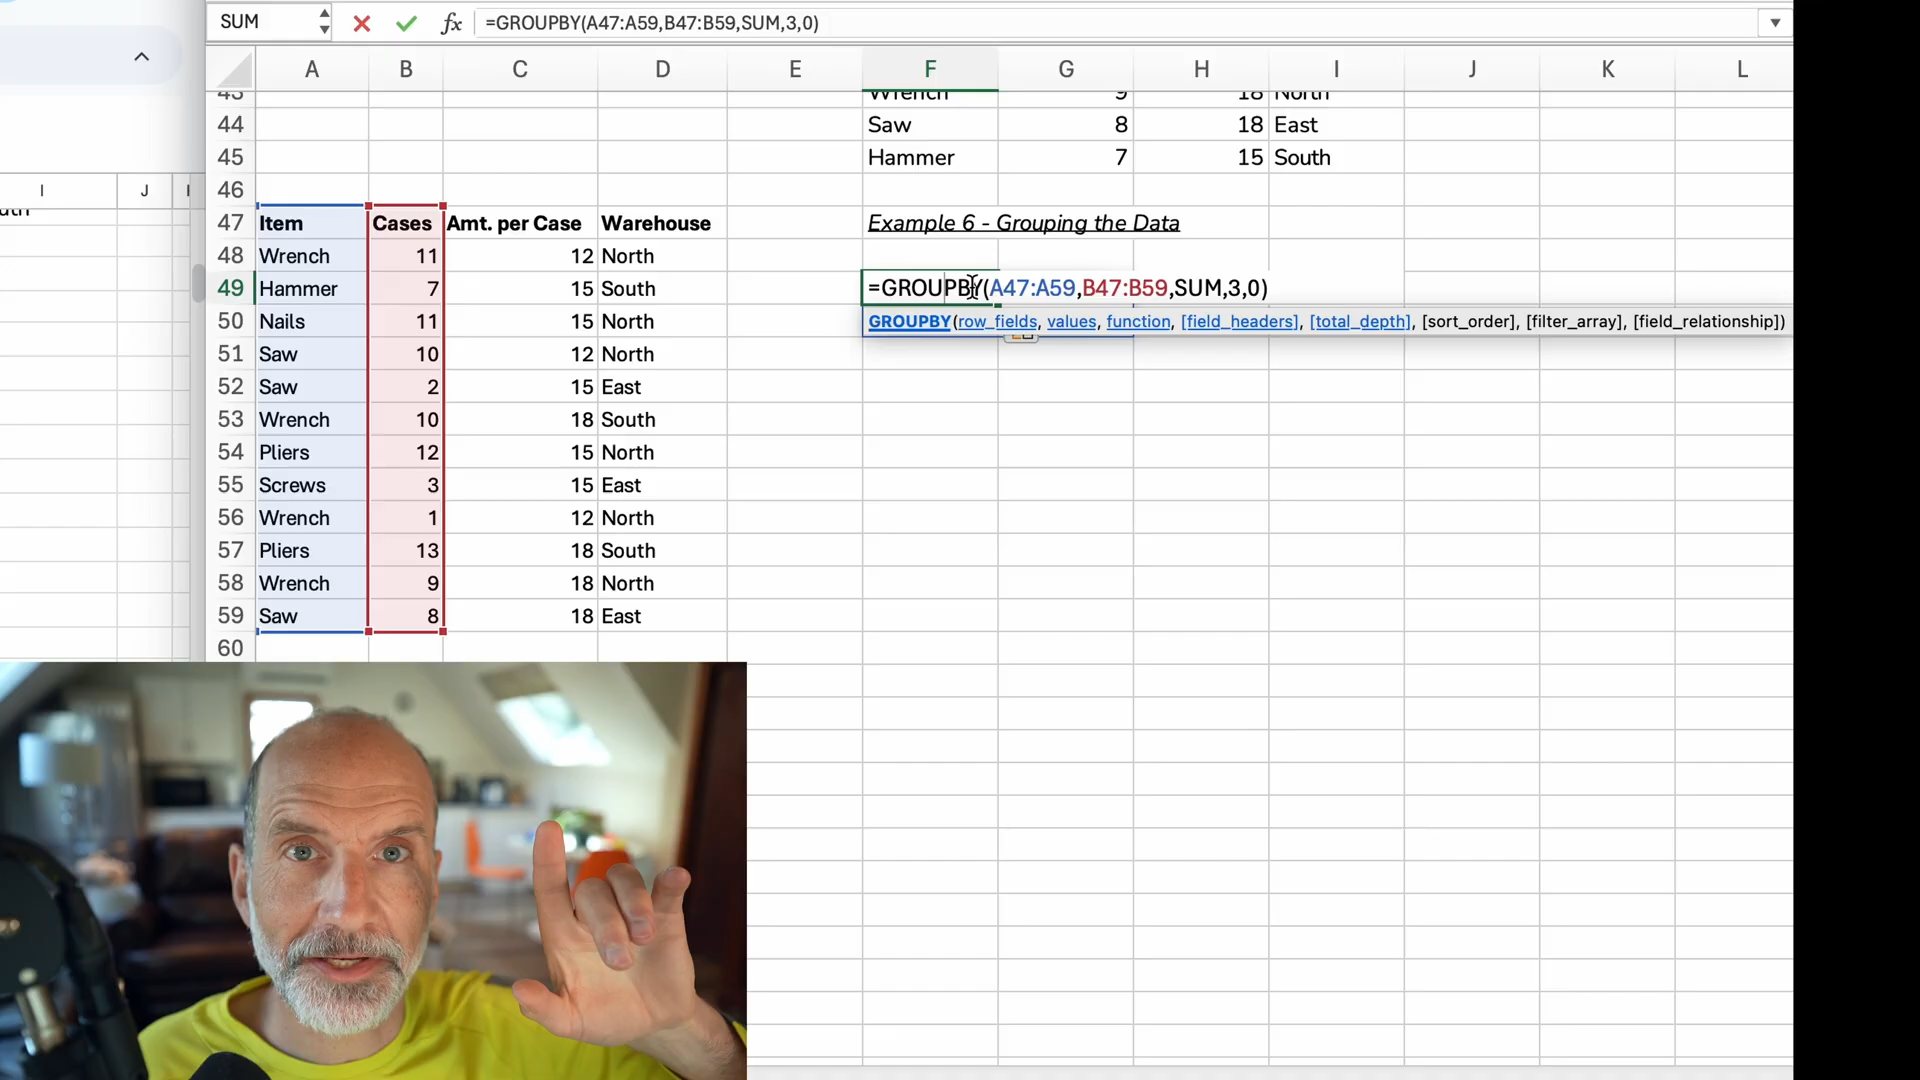 SUM fx =GROUPBY(A47:A59,B47:B59,SUM,3,0)
A B C D E F G H I J K L
I J
43 Wrench 9 18 North
44 Saw 8 18 East
45 Hammer 7 15 South
46
47 Item Cases Amt. per Case Warehouse Example 6 - Grouping the Data
48 Wrench 11 12 North
49 Hammer 7 15 South =GROUPBY(A47:A59,B47:B59,SUM,3,0)
50 Nails 11 15 North GROUPBY(row_fields, values, function, [field_headers], [total_depth], [sort_order], [filter_array], [field_relationship])
51 Saw 10 12 North
52 Saw 2 15 East
53 Wrench 10 18 South
54 Pliers 12 15 North
55 Screws 3 15 East
56 Wrench 1 12 North
57 Pliers 13 18 South
58 Wrench 9 18 North
59 Saw 8 18 East
60